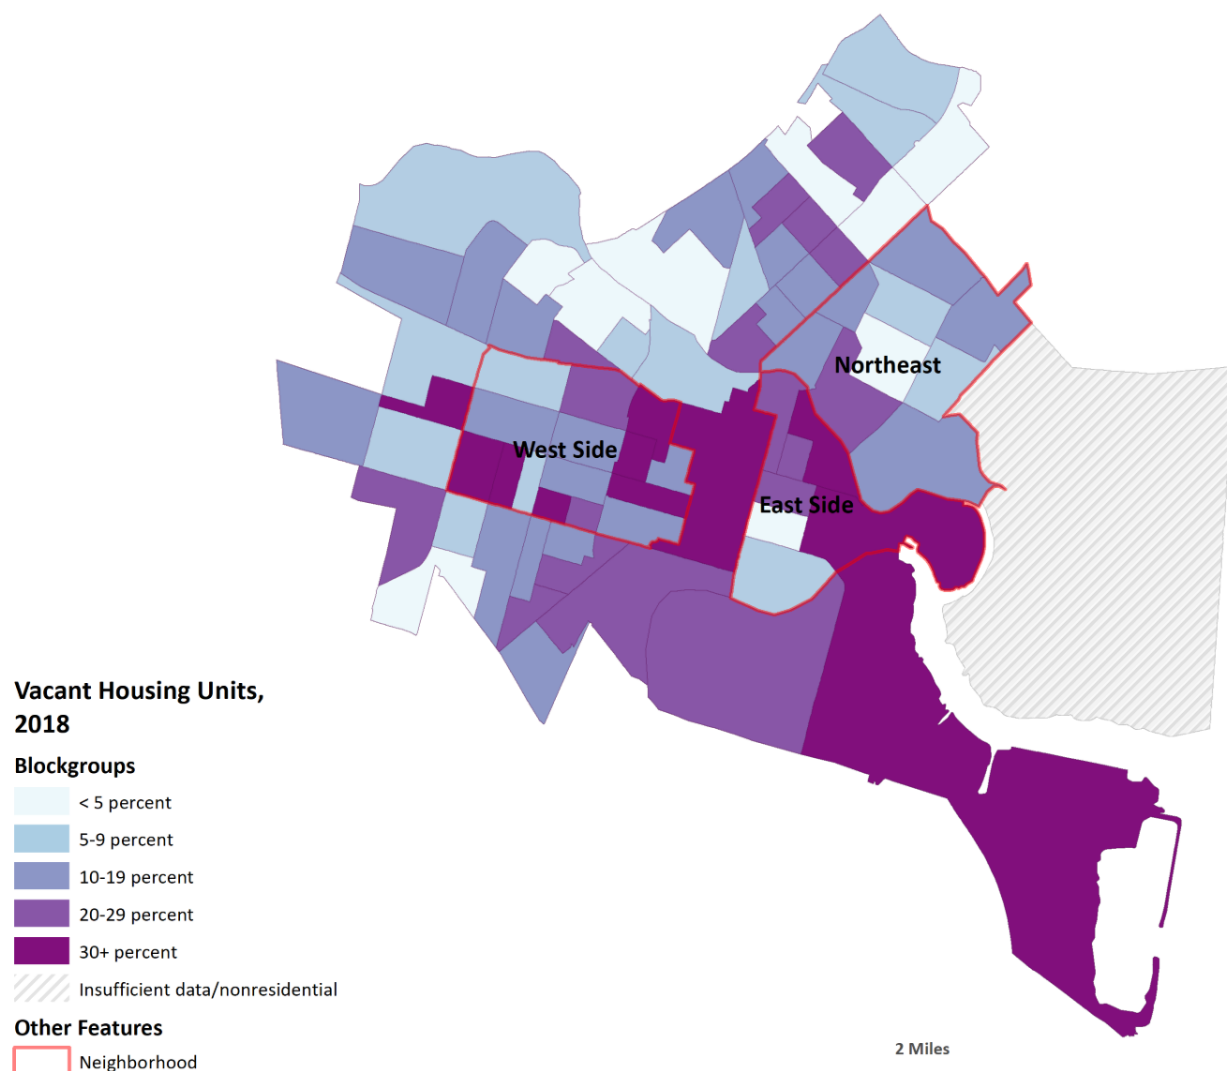 Northeast
West Side
East Side
Vacant Housing Units,
2018
Blockgroups
< 5 percent
5-9 percent
10-19 percent
20-29 percent
30+ percent
Insufficient data/nonresidential
Other Features
Neighborhood
2 Miles